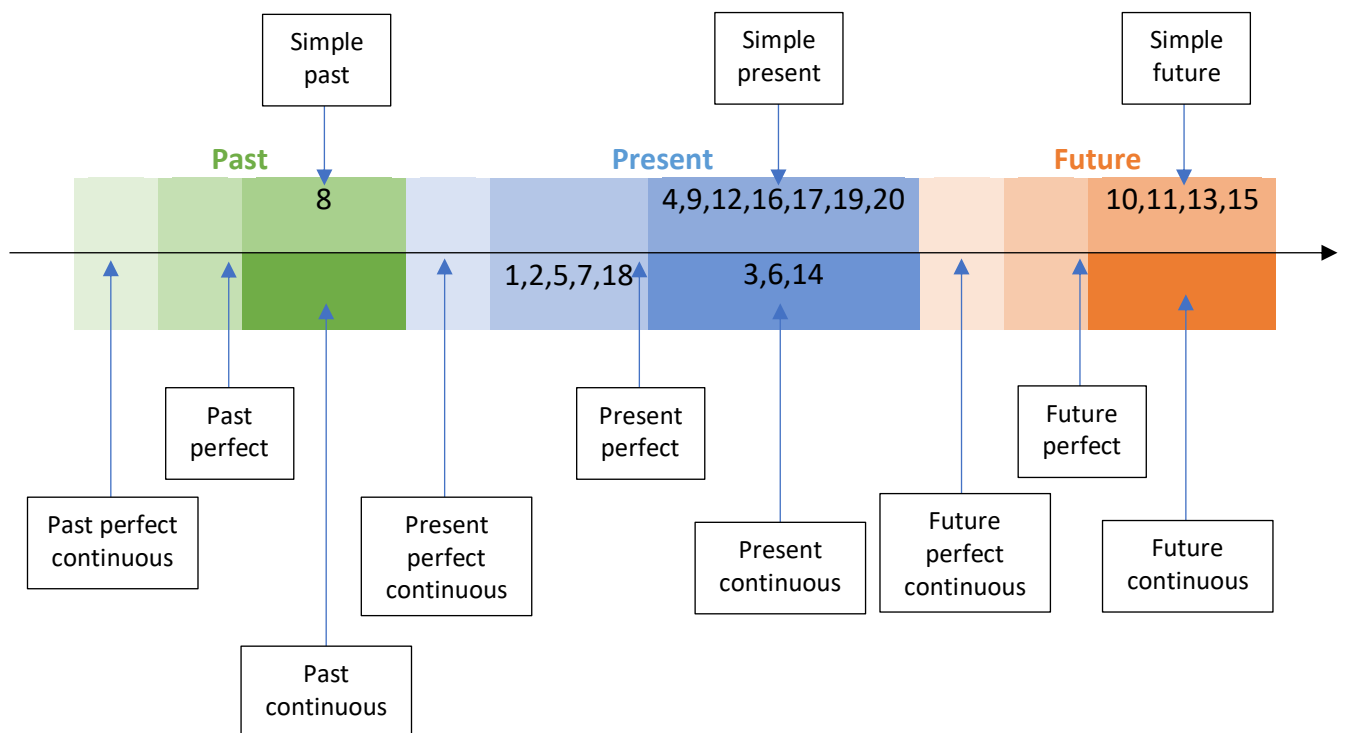 Simple
past
Simple
present
Simple
future
Past
Present
Future
8
4,9,12,16,17,19,20
10,11,13,15
1,2,5,7,18
3,6,14
Past
perfect
Present
perfect
Future
perfect
Past perfect
continuous
Present
perfect
continuous
Present
continuous
Future
perfect
continuous
Future
continuous
Past
continuous